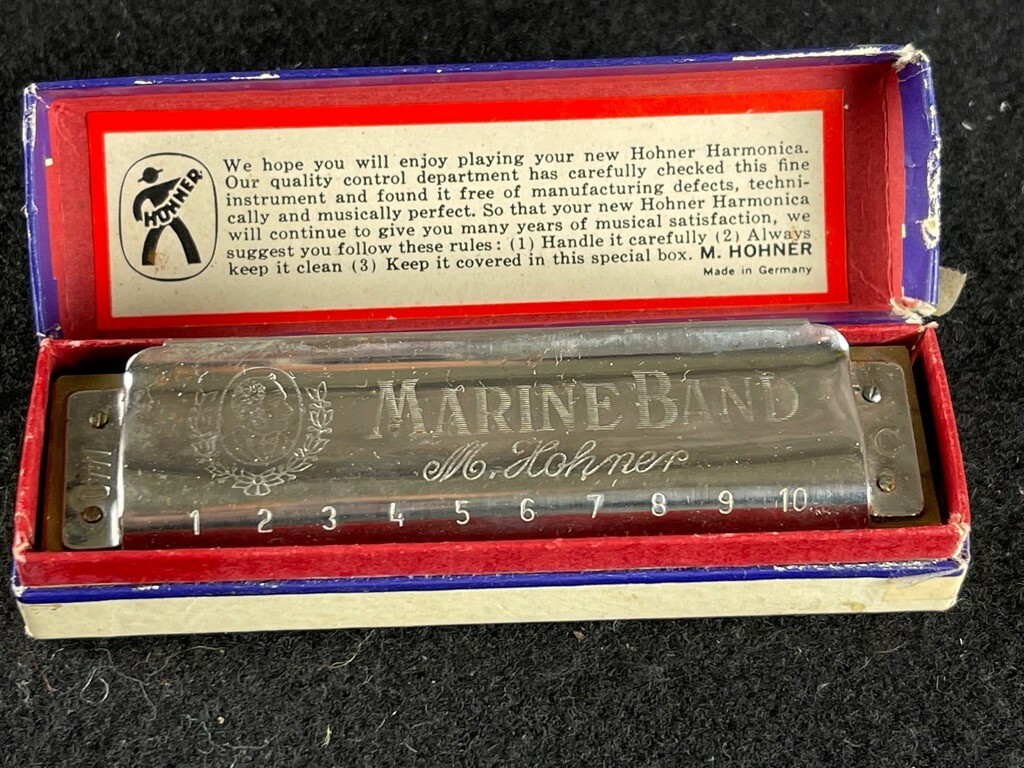 HOHNER
We hope you will enjoy playing your new Hohner Harmonica.
Our quality control department has carefully checked this fine
instrument and found it free of manufacturing defects, techni-
cally and musically perfect. So that your new Hohner Harmonica
will continue to give you many years of musical satisfaction, we
suggest you follow these rules: (1) Handle it carefully (2) Always
keep it clean (3) Keep it covered in this special box. M. HOHNER
Made in Germany
MARINE BAND
M. Hohner
C
1 2 3 4 5 6 7 8 9 10